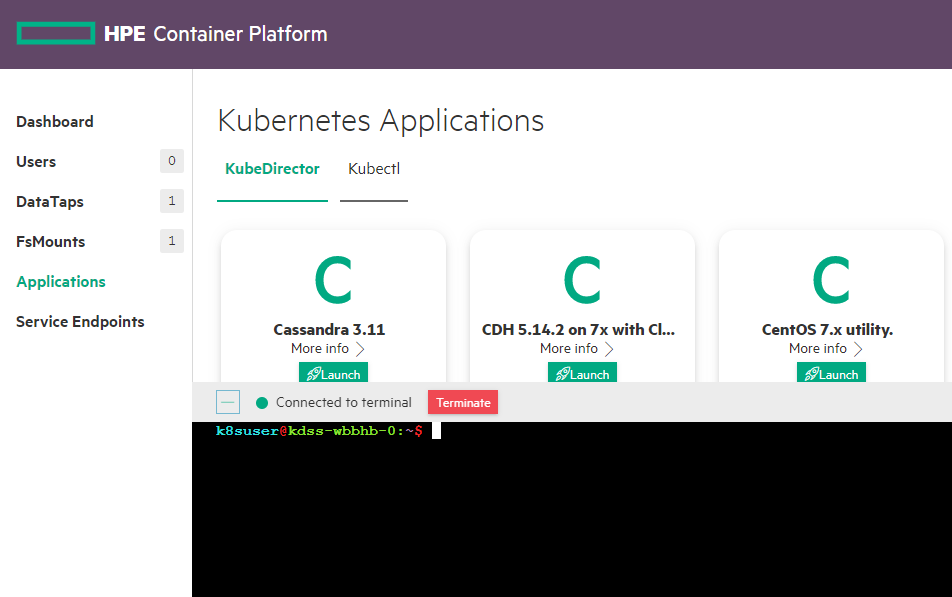 HPE Container Platform
Dashboard
Users 0
DataTaps 1
FsMounts 1
Applications
Service Endpoints
Kubernetes Applications
KubeDirector Kubectl
C C C
Cassandra 3.11 CDH 5.14.2 on 7x with Cl... CentOS 7.x utility.
More info More info More info
Launch Launch Launch
Connected to terminal Terminate
k8suser@kdss-wbbhb-0:~$